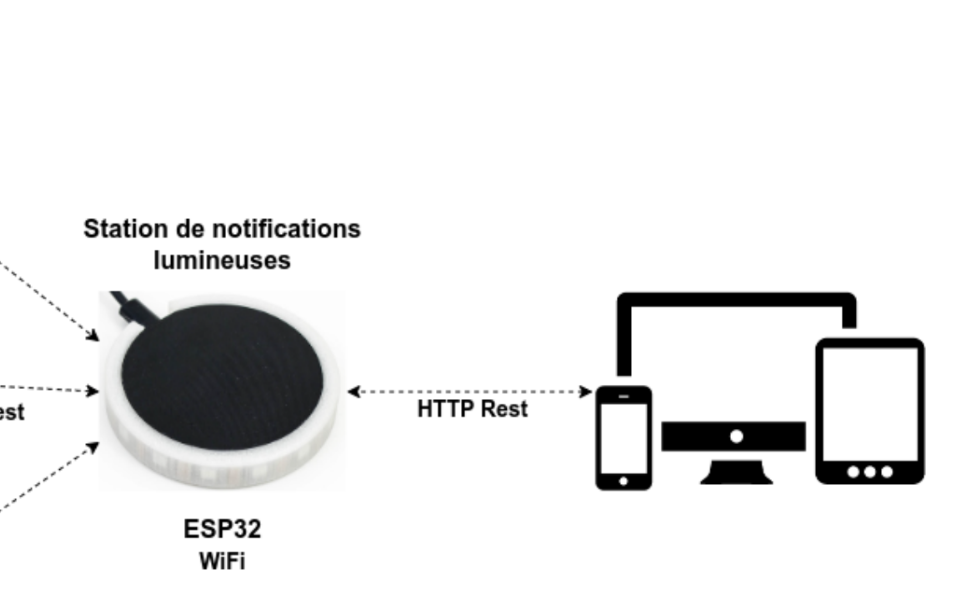 Station de notifications
lumineuses
HTTP Rest
ESP32
WiFi